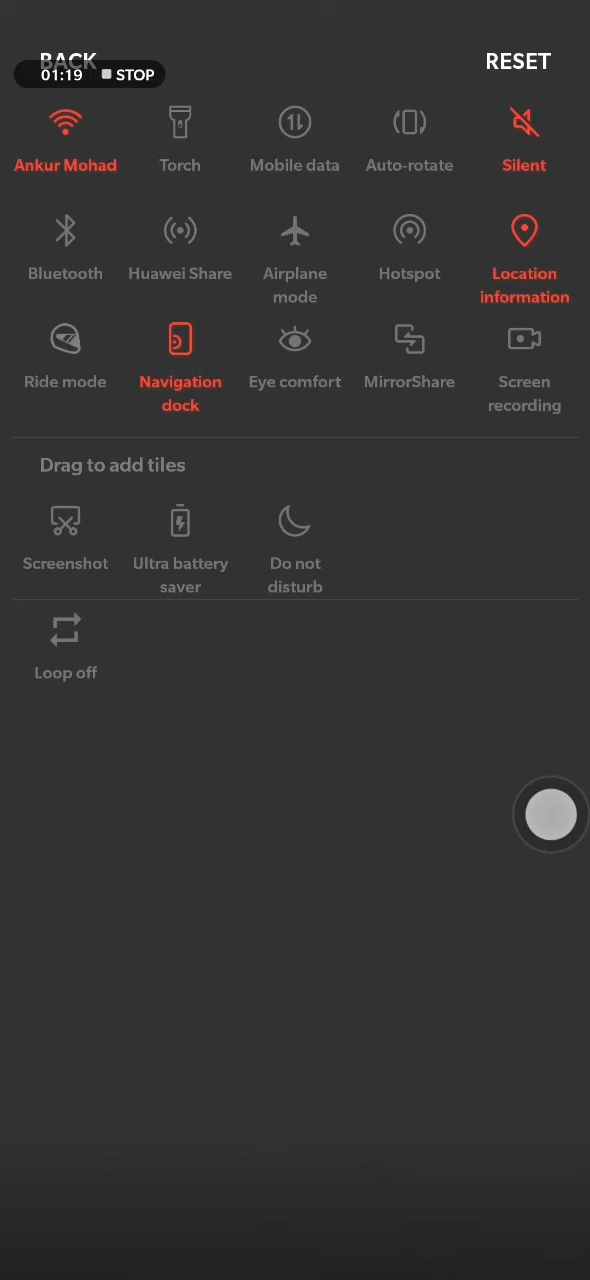 BACK
RESET
01:19 STOP
Ankur Mohad Torch Mobile data Auto-rotate Silent
Bluetooth Huawei Share Airplane Hotspot Location
mode information
Ride mode Navigation Eye comfort MirrorShare Screen
dock recording
Drag to add tiles
Screenshot Ultra battery Do not
saver disturb
Loop off